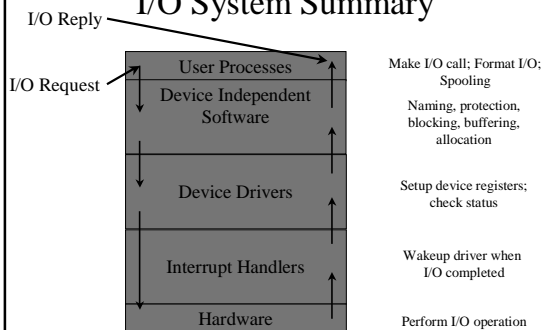 I/O System Summary
I/O Reply
I/O Request
User Processes
Make I/O call; Format I/O;
Spooling
Device Independent
Software
Naming, protection,
blocking, buffering,
allocation
Device Drivers
Setup device registers;
check status
Interrupt Handlers
Wakeup driver when
I/O completed
Hardware
Perform I/O operation